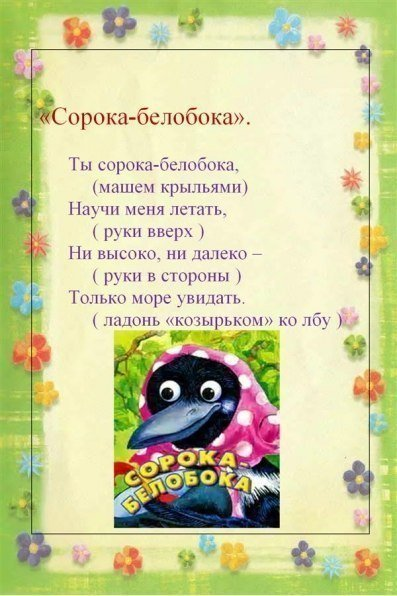 «Сорока-белобока».
Ты сорока-белобока,
(машем крыльями)
Научи меня летать,
( руки вверх )
Ни высоко, ни далеко –
( руки в стороны )
Только море увидать.
( ладонь «козырьком» ко лбу )
СОРОКА-
БЕЛОБОКА